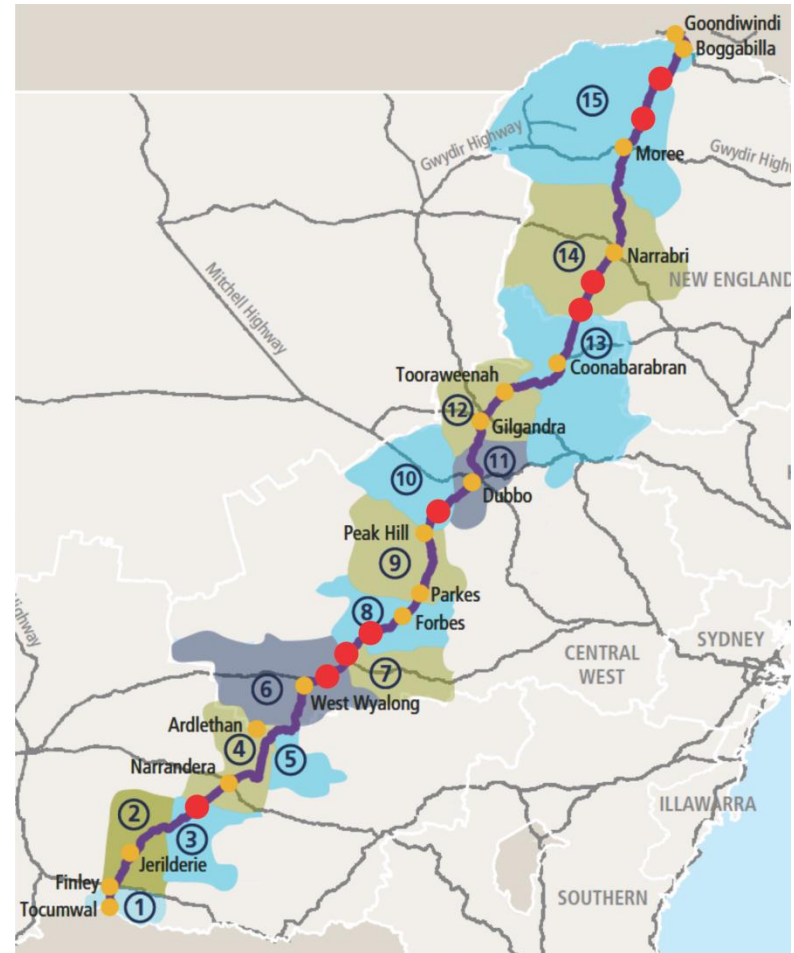 Goondiwindi
Boggabilla
15
Gwydir Highway
Moree
Gwydir High
14
Narrabri
NEW ENGLAND
Mitchell Highway
13
Coonabarabran
Tooraweenah
12
Gilgandra
11
10
Dubbo
Peak Hill
9
Parkes
8
Forbes
7
CENTRAL
WEST
SYDNEY
6
West Wyalong
Ardlethan
4
5
Narrandera
ILLAWARRA
2
3
Jerilderie
Finley
Tocumwal
1
SOUTHERN